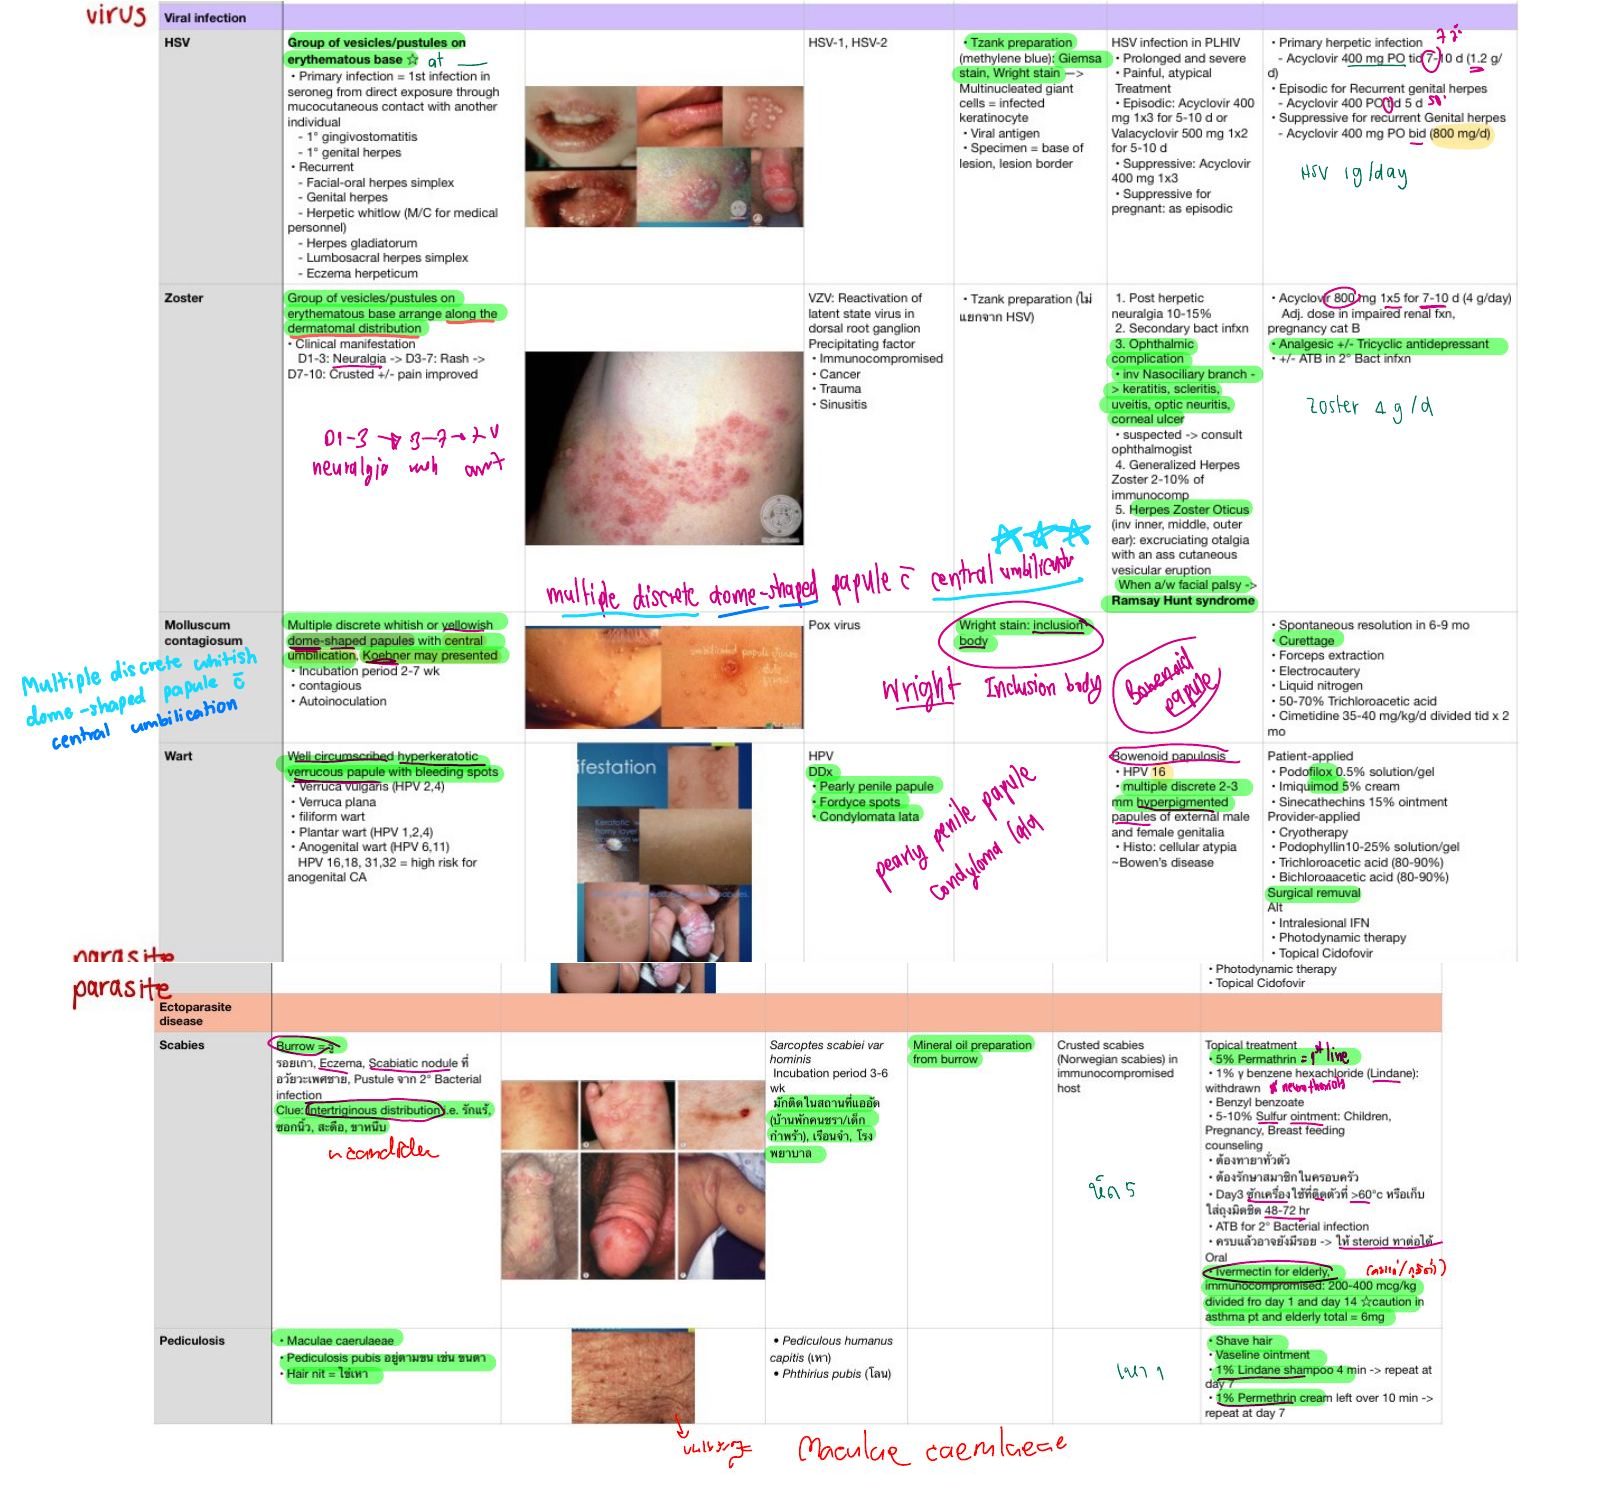 virus
Viral infection
HSV
Group of vesicles/pustules on
erythematous base ☆ at
• Primary infection = 1st infection in
seroneg from direct exposure through
mucocutaneous contact with another
individual
- 1° gingivostomatitis
- 1° genital herpes
• Recurrent
- Facial-oral herpes simplex
- Genital herpes
- Herpetic whitlow (M/C for medical
personnel)
- Herpes gladiatorum
- Lumbosacral herpes simplex
- Eczema herpeticum
HSV-1, HSV-2
• Tzank preparation
(methylene blue): Giemsa
stain, Wright stain —>
Multinucleated giant
cells = infected
keratinocyte
• Viral antigen
• Specimen = base of
lesion, lesion border
HSV infection in PLHIV
• Prolonged and severe
• Painful, atypical
Treatment
• Episodic: Acyclovir 400
mg 1x3 for 5-10 d or
Valacyclovir 500 mg 1x2
for 5-10 d
• Suppressive: Acyclovir
400 mg 1x3
• Suppressive for
pregnant: as episodic
• Primary herpetic infection
- Acyclovir 400 mg PO tid 7-10 d (1.2 g/
d)
• Episodic for Recurrent genital herpes
- Acyclovir 400 PO tid 5 d
• Suppressive for recurrent Genital herpes
- Acyclovir 400 mg PO bid (800 mg/d)
HSV 1g/day
Zoster
Group of vesicles/pustules on
erythematous base arrange along the
dermatomal distribution
• Clinical manifestation
D1-3: Neuralgia -> D3-7: Rash ->
D7-10: Crusted +/- pain improved
D1-3 → 3-7 →
neuralgia
VZV: Reactivation of
latent state virus in
dorsal root ganglion
Precipitating factor
• Immunocompromised
• Cancer
• Trauma
• Sinusitis
• Tzank preparation (ไม่
แยกจาก HSV)
1. Post herpetic
neuralgia 10-15%
2. Secondary bact infxn
3. Ophthalmic
complication
• inv Nasociliary branch -
> keratitis, scleritis,
uveitis, optic neuritis,
corneal ulcer
• suspected -> consult
ophthalmogist
4. Generalized Herpes
Zoster 2-10% of
immunocomp
5. Herpes Zoster Oticus
(inv inner, middle, outer
ear): excruciating otalgia
with an ass cutaneous
vesicular eruption
When a/w facial palsy ->
Ramsay Hunt syndrome
• Acyclovir 800 mg 1x5 for 7-10 d (4 g/day)
Adj. dose in impaired renal fxn,
pregnancy cat B
• Analgesic +/- Tricyclic antidepressant
• +/- ATB in 2° Bact infxn
Zoster 4 g/d
multiple discrete dome-shaped papule c̄ central umbilication
Molluscum
contagiosum
Multiple discrete whitish or yellowish
dome-shaped papules with central
umbilication, Koebner may presented
• Incubation period 2-7 wk
• contagious
• Autoinoculation
Multiple discrete whitish
dome-shaped papule c̄
central umbilication
Pox virus
Wright stain: inclusion
body
Wright Inclusion body
Bowenoid
papule
• Spontaneous resolution in 6-9 mo
• Curettage
• Forceps extraction
• Electrocautery
• Liquid nitrogen
• 50-70% Trichloroacetic acid
• Cimetidine 35-40 mg/kg/d divided tid x 2
mo
Wart
Well circumscribed hyperkeratotic
verrucous papule with bleeding spots
• Verruca vulgaris (HPV 2,4)
• Verruca plana
• filiform wart
• Plantar wart (HPV 1,2,4)
• Anogenital wart (HPV 6,11)
HPV 16,18, 31,32 = high risk for
anogenital CA
ifestation
HPV
DDx
• Pearly penile papule
• Fordyce spots
• Condylomata lata
pearly penile papule
condyloma lata
Bowenoid papulosis
• HPV 16
• multiple discrete 2-3
mm hyperpigmented
papules of external male
and female genitalia
• Histo: cellular atypia
~Bowen's disease
Patient-applied
• Podofilox 0.5% solution/gel
• Imiquimod 5% cream
• Sinecathechins 15% ointment
Provider-applied
• Cryotherapy
• Podophyllin10-25% solution/gel
• Trichloroacetic acid (80-90%)
• Bichloraacetic acid (80-90%)
Surgical removal
Alt
• Intralesional IFN
• Photodynamic therapy
• Topical Cidofovir
parasite
parasite
• Photodynamic therapy
• Topical Cidofovir
Ectoparasite
disease
Scabies
Burrow = รู
รอยเกา, Eczema, Scabiatic nodule ที่
อวัยวะเพศชาย, Pustule จาก 2° Bacterial
infection
Clue: Intertriginous distribution i.e. รักแร้,
ซอกนิ้ว, สะดือ, ขาหนีบ
Sarcoptes scabiei var
hominis
Incubation period 3-6
wk
มักติดในสถานที่แออัด
(บ้านพักคนชรา/เด็ก
กำพร้า), เรือนจำ, โรง
พยาบาล
Mineral oil preparation
from burrow
Crusted scabies
(Norwegian scabies) in
immunocompromised
host
หิด 5
Topical treatment
• 5% Permathrin = 1st line
• 1% γ benzene hexachloride (Lindane):
withdrawn
• Benzyl benzoate
• 5-10% Sulfur ointment: Children,
Pregnancy, Breast feeding
counseling
• ต้องทายาทั่วตัว
• ต้องรักษาสมาชิกในครอบครัว
• Day3 ซักเครื่องใช้ที่ติดตัวที่ >60°c หรือเก็บ
ใส่ถุงมิดชิด 48-72 hr
• ATB for 2° Bacterial infection
• ครบแล้วอาจยังมีรอย -> ให้ steroid ทาต่อได้
Oral
• Ivermectin for elderly,
immunocompromised: 200-400 mcg/kg
divided fro day 1 and day 14 ☆caution in
asthma pt and elderly total = 6mg
Pediculosis
• Maculae caerulaeae
• Pediculosis pubis อยู่ตามขน เช่น ขนตา
• Hair nit = ไข่เหา
• Pediculous humanus
capitis (เหา)
• Phthirius pubis (โลน)
เหา 1
• Shave hair
• Vaseline ointment
• 1% Lindane shampoo 4 min -> repeat at
day 7
• 1% Permethrin cream left over 10 min ->
repeat at day 7
Maculae caerulaeae